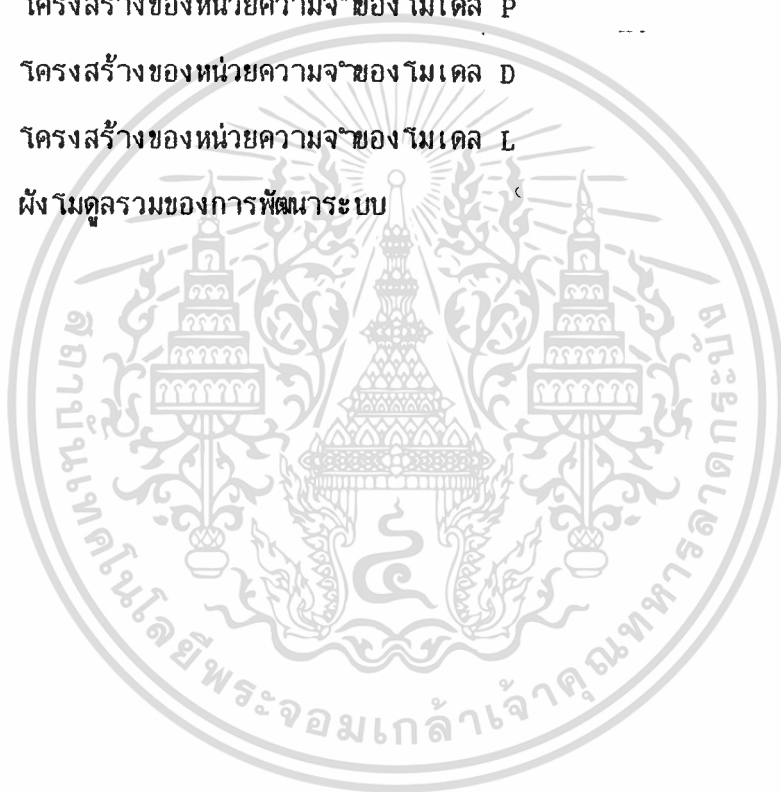 โครงสร้างของหน่วยความจำของโมเดล P
โครงสร้างของหน่วยความจำของโมเดล D
โครงสร้างของหน่วยความจำของโมเดล L
ผังโมดูลรวมของการพัฒนาระบบ
สถาบันเทคโนโลยีพระจอมเกล้าเจ้าคุณทหารลาดกระบัง
๔